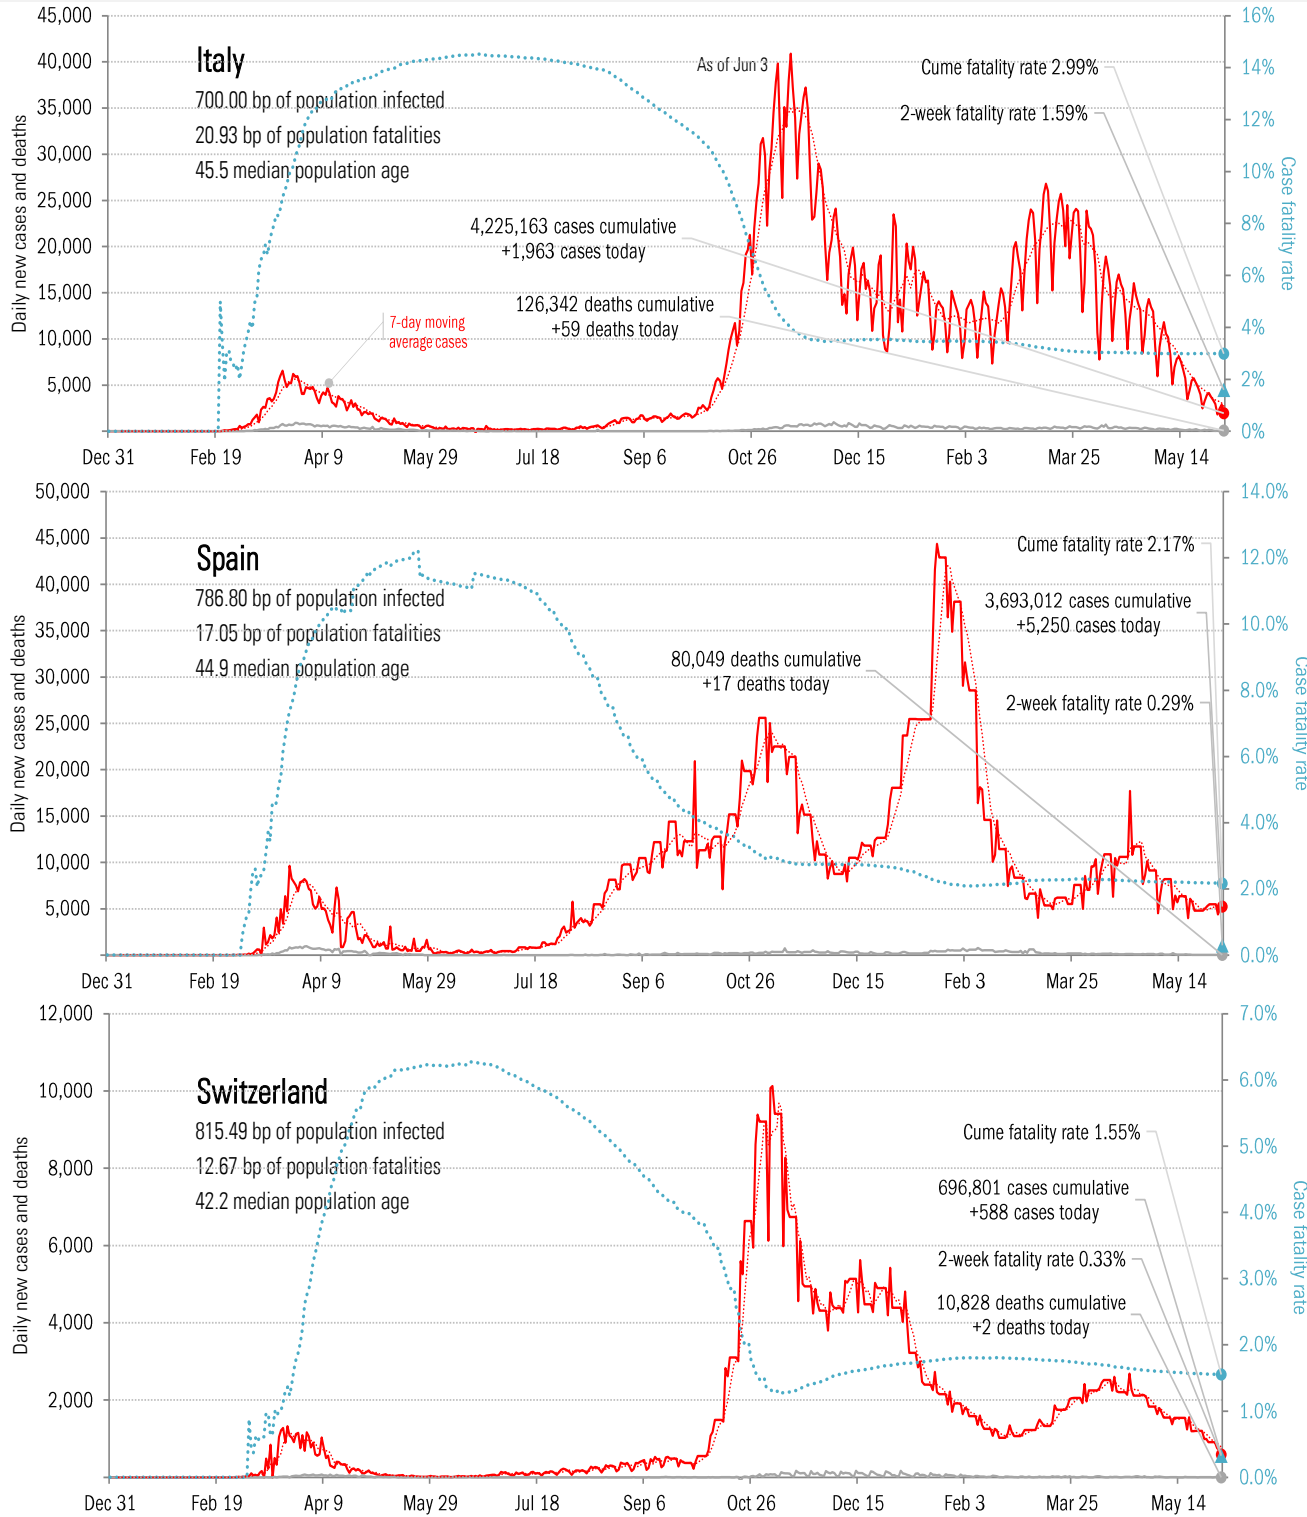 45,000
40,000
35,000
30,000
25,000
20,000
15,000
10,000
5,000
Daily new cases and deaths
Italy
700.00 bp of population infected
20.93 bp of population fatalities
45.5 median population age
As of Jun 3
Cume fatality rate 2.99%
2-week fatality rate 1.59%
4,225,163 cases cumulative
+1,963 cases today
126,342 deaths cumulative
+59 deaths today
7-day moving
average cases
16%
14%
12%
10%
8%
6%
4%
2%
0%
Case fatality rate
Dec 31 Feb 19 Apr 9 May 29 Jul 18 Sep 6 Oct 26 Dec 15 Feb 3 Mar 25 May 14
50,000
45,000
40,000
35,000
30,000
25,000
20,000
15,000
10,000
5,000
Daily new cases and deaths
Spain
786.80 bp of population infected
17.05 bp of population fatalities
44.9 median population age
Cume fatality rate 2.17%
3,693,012 cases cumulative
+5,250 cases today
80,049 deaths cumulative
+17 deaths today
2-week fatality rate 0.29%
14.0%
12.0%
10.0%
8.0%
6.0%
4.0%
2.0%
0.0%
Case fatality rate
Dec 31 Feb 19 Apr 9 May 29 Jul 18 Sep 6 Oct 26 Dec 15 Feb 3 Mar 25 May 14
12,000
10,000
8,000
6,000
4,000
2,000
Daily new cases and deaths
Switzerland
815.49 bp of population infected
12.67 bp of population fatalities
42.2 median population age
Cume fatality rate 1.55%
696,801 cases cumulative
+588 cases today
2-week fatality rate 0.33%
10,828 deaths cumulative
+2 deaths today
7.0%
6.0%
5.0%
4.0%
3.0%
2.0%
1.0%
0.0%
Case fatality rate
Dec 31 Feb 19 Apr 9 May 29 Jul 18 Sep 6 Oct 26 Dec 15 Feb 3 Mar 25 May 14